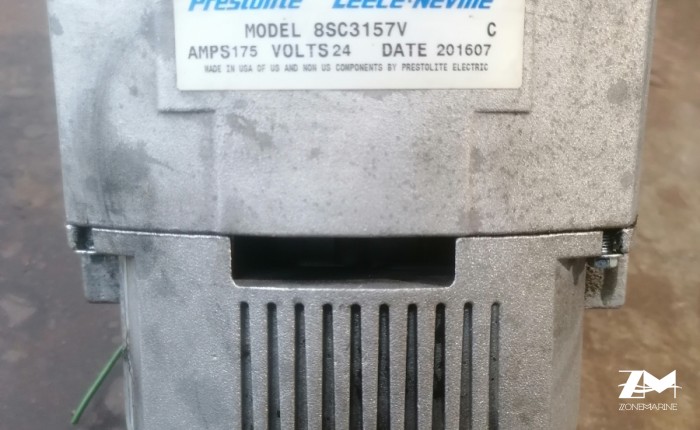 Prestolite LEECE-NEVILLE
MODEL 8SC3157V C
AMPS175 VOLTS24 DATE 201607
MADE IN USA OF US AND NON US COMPONENTS BY PRESTOLITE ELECTRIC
ZM
ZONEMARINE